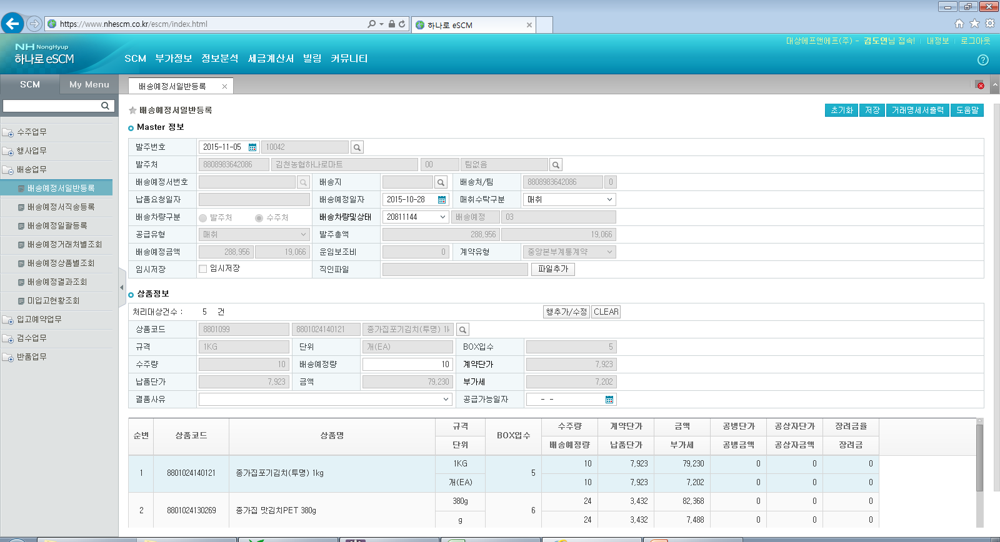 https://www.nhescm.co.kr/escm/index.html
하나로 eSCM
대상에프앤에프(주) - 김도연님 접속! 내정보 로그아웃
NH NongHyup
하나로 eSCM
SCM 부가정보 정보분석 세금계산서 빌링 커뮤니티
SCM My Menu
배송예정서일반등록
수주업무
행사업무
배송업무
배송예정서일반등록
배송예정서직송등록
배송예정일괄등록
배송예정거래처별조회
배송예정상품별조회
배송예정결과조회
미입고현황조회
입고예약업무
검수업무
반품업무
배송예정서일반등록
초기화 저장 거래명세서출력 도움말
Master 정보
발주번호 2015-11-05 10042
발주처 8808983642086 김천농협하나로마트 00 팀없음
배송예정서번호 배송지 배송처/팀 8808983642086 0
납품요청일자 배송예정일자 2015-10-28 매취수탁구분 매취
배송차량구분 발주처 수주처 배송차량및상태 20811144 배송예정 03
공급유형 매취 발주총액 288,956 19,066
배송예정금액 288,956 19,066 운임보조비 0 계약유형 중앙본부계통계약
임시저장 임시저장 직인파일 파일추가
상품정보
처리대상건수 : 5 건 행추가/수정 CLEAR
상품코드 8801099 8801024140121 종가집포기김치(투명) 1k
규격 1KG 단위 개(EA) BOX입수 5
수주량 10 배송예정량 10 계약단가 7,923
납품단가 7,923 금액 79,230 부가세 7,202
결품사유 공급가능일자 - -
순번 상품코드 상품명 규격 BOX입수 수주량 계약단가 금액 공병단가 공상자단가 장려금율
단위 배송예정량 납품단가 부가세 공병금액 공상자금액 장려금
1 8801024140121 종가집포기김치(투명) 1kg 1KG 5 10 7,923 79,230 0 0 0
개(EA) 10 7,923 7,202 0 0 0
2 8801024130269 종가집 맛김치PET 380g 380g 6 24 3,432 82,368 0 0 0
g 24 3,432 7,488 0 0 0